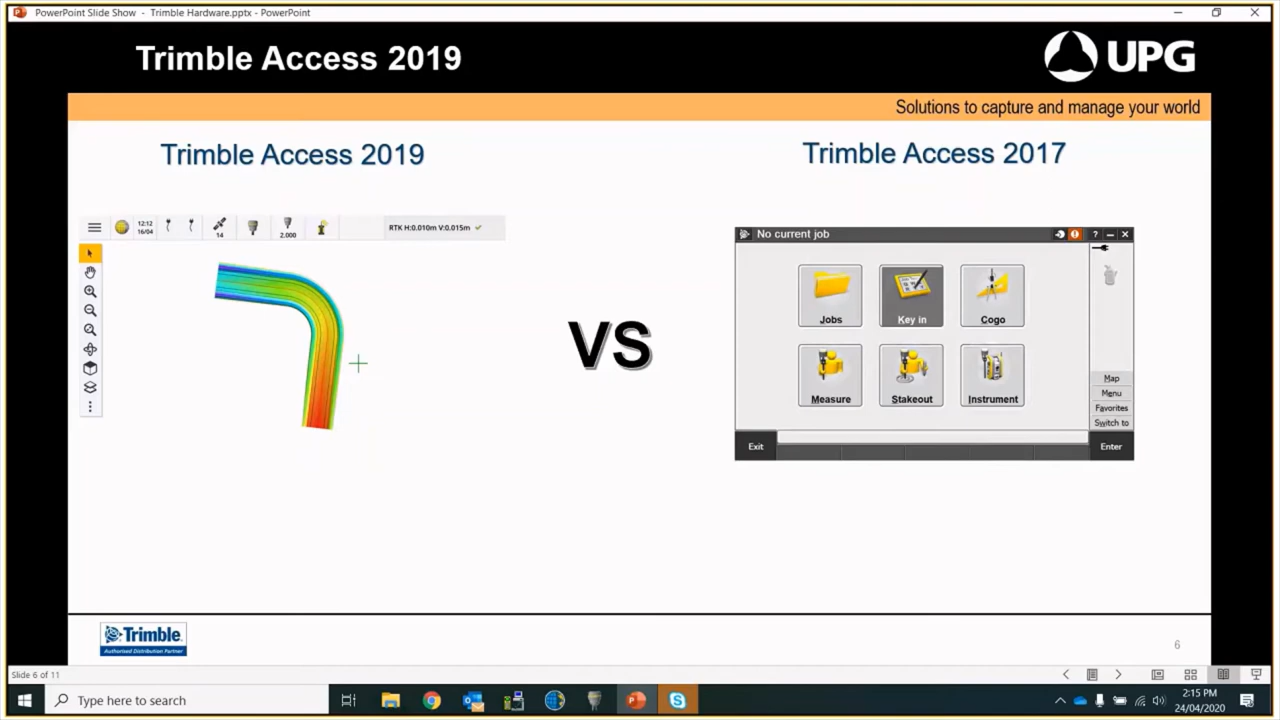 PowerPoint Slide Show - Trimble Hardware.pptx - PowerPoint
Trimble Access 2019
UPG
Solutions to capture and manage your world
Trimble Access 2019
Trimble Access 2017
12:12
16/04
14
2.000
RTK H:0.010m V:0.015m
VS
No current job
?
Jobs
Key in
Cogo
Measure
Stakeout
Instrument
Map
Menu
Favorites
Switch to
Exit
Enter
Trimble
Authorised Distribution Partner
6
Slide 6 of 11
Type here to search
2:15 PM
24/04/2020